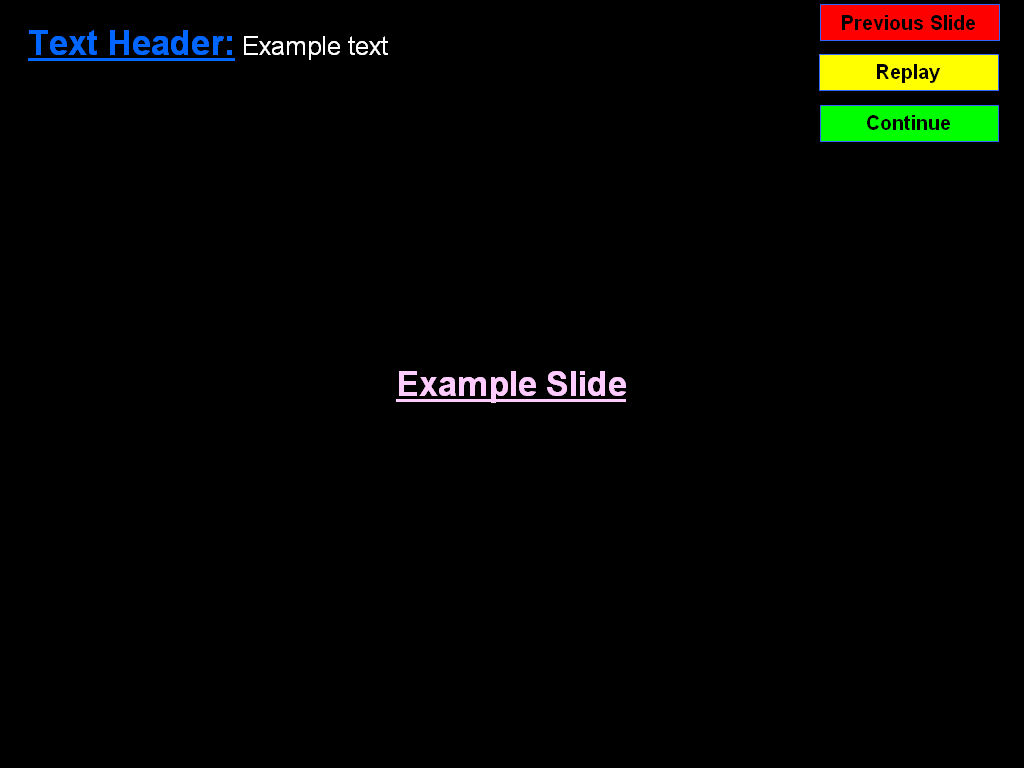 Text Header: Example text
Previous Slide
Replay
Continue
Example Slide